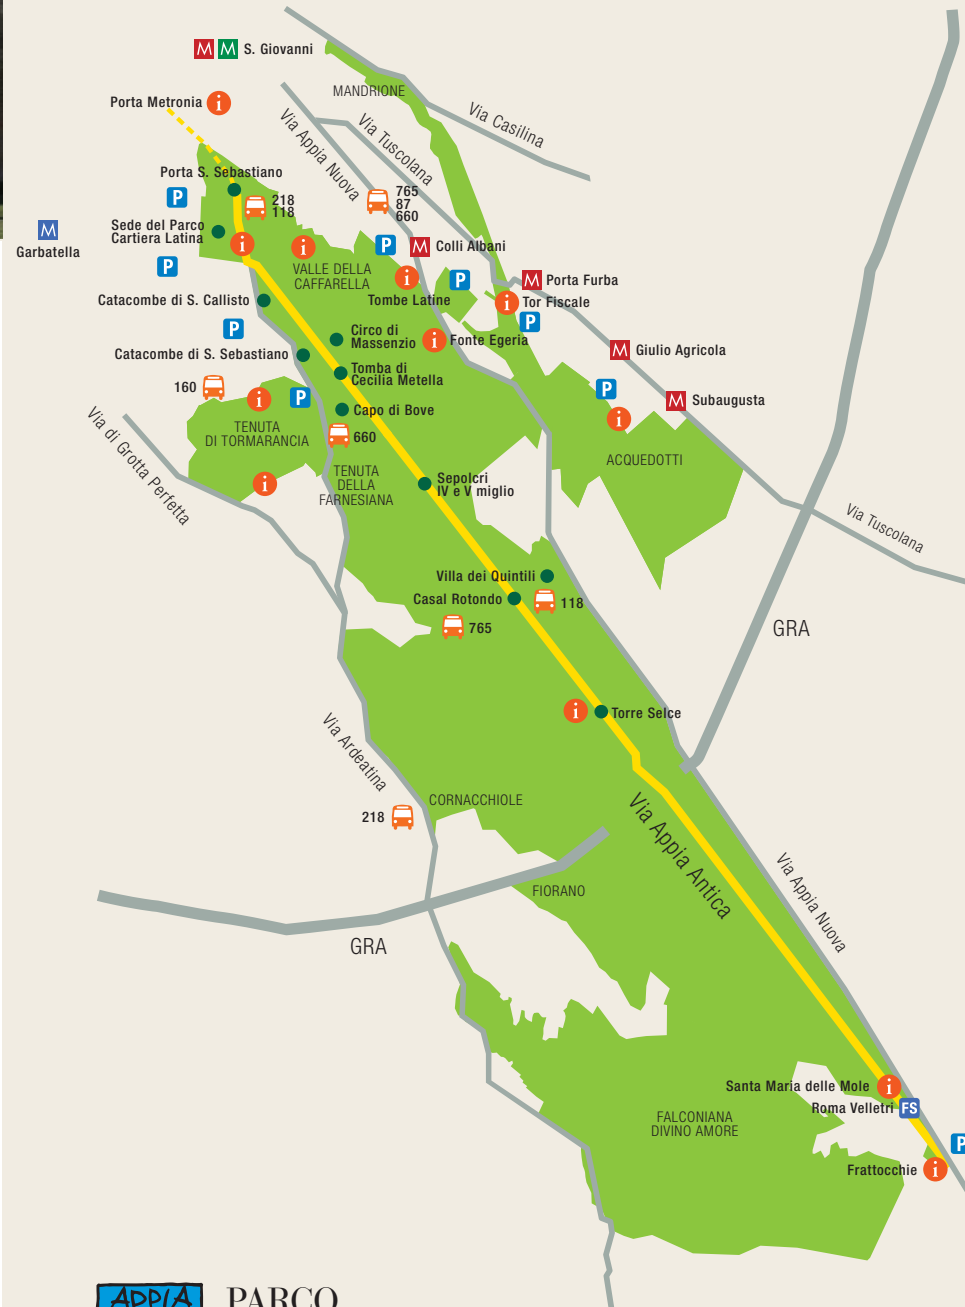 M M S. Giovanni
MANDRIONE
Porta Metronia i
Via Casilina
Via Appia Nuova
Via Tuscolana
Porta S. Sebastiano
P
218
118
765
87
660
M
Garbatella
Sede del Parco
Cartiera Latina
i
i
P
M Colli Albani
P
VALLE DELLA
CAFFARELLA
i
Tombe Latine
P
M Porta Furba
i Tor Fiscale
P
Catacombe di S. Callisto
P
Circo di
Massenzio
i Fonte Egeria
Catacombe di S. Sebastiano
M Giulio Agricola
Tomba di
Cecilia Metella
160
i
P
P
M Subaugusta
i
Capo di Bove
Via di Grotta Perfetta
TENUTA
DI TORMARANCIA
660
ACQUEDOTTI
TENUTA
DELLA
FARNESIANA
i
Sepolcri
IV e V miglio
Via Tuscolana
Villa dei Quintili
Casal Rotondo
118
765
GRA
i
Torre Selce
Via Ardeatina
CORNACCHIOLE
218
Via Appia Antica
Via Appia Nuova
FIORANO
GRA
Santa Maria delle Mole i
Roma Velletri FS
FALCONIANA
DIVINO AMORE
P
Frattocchie i
APPIA
PARCO